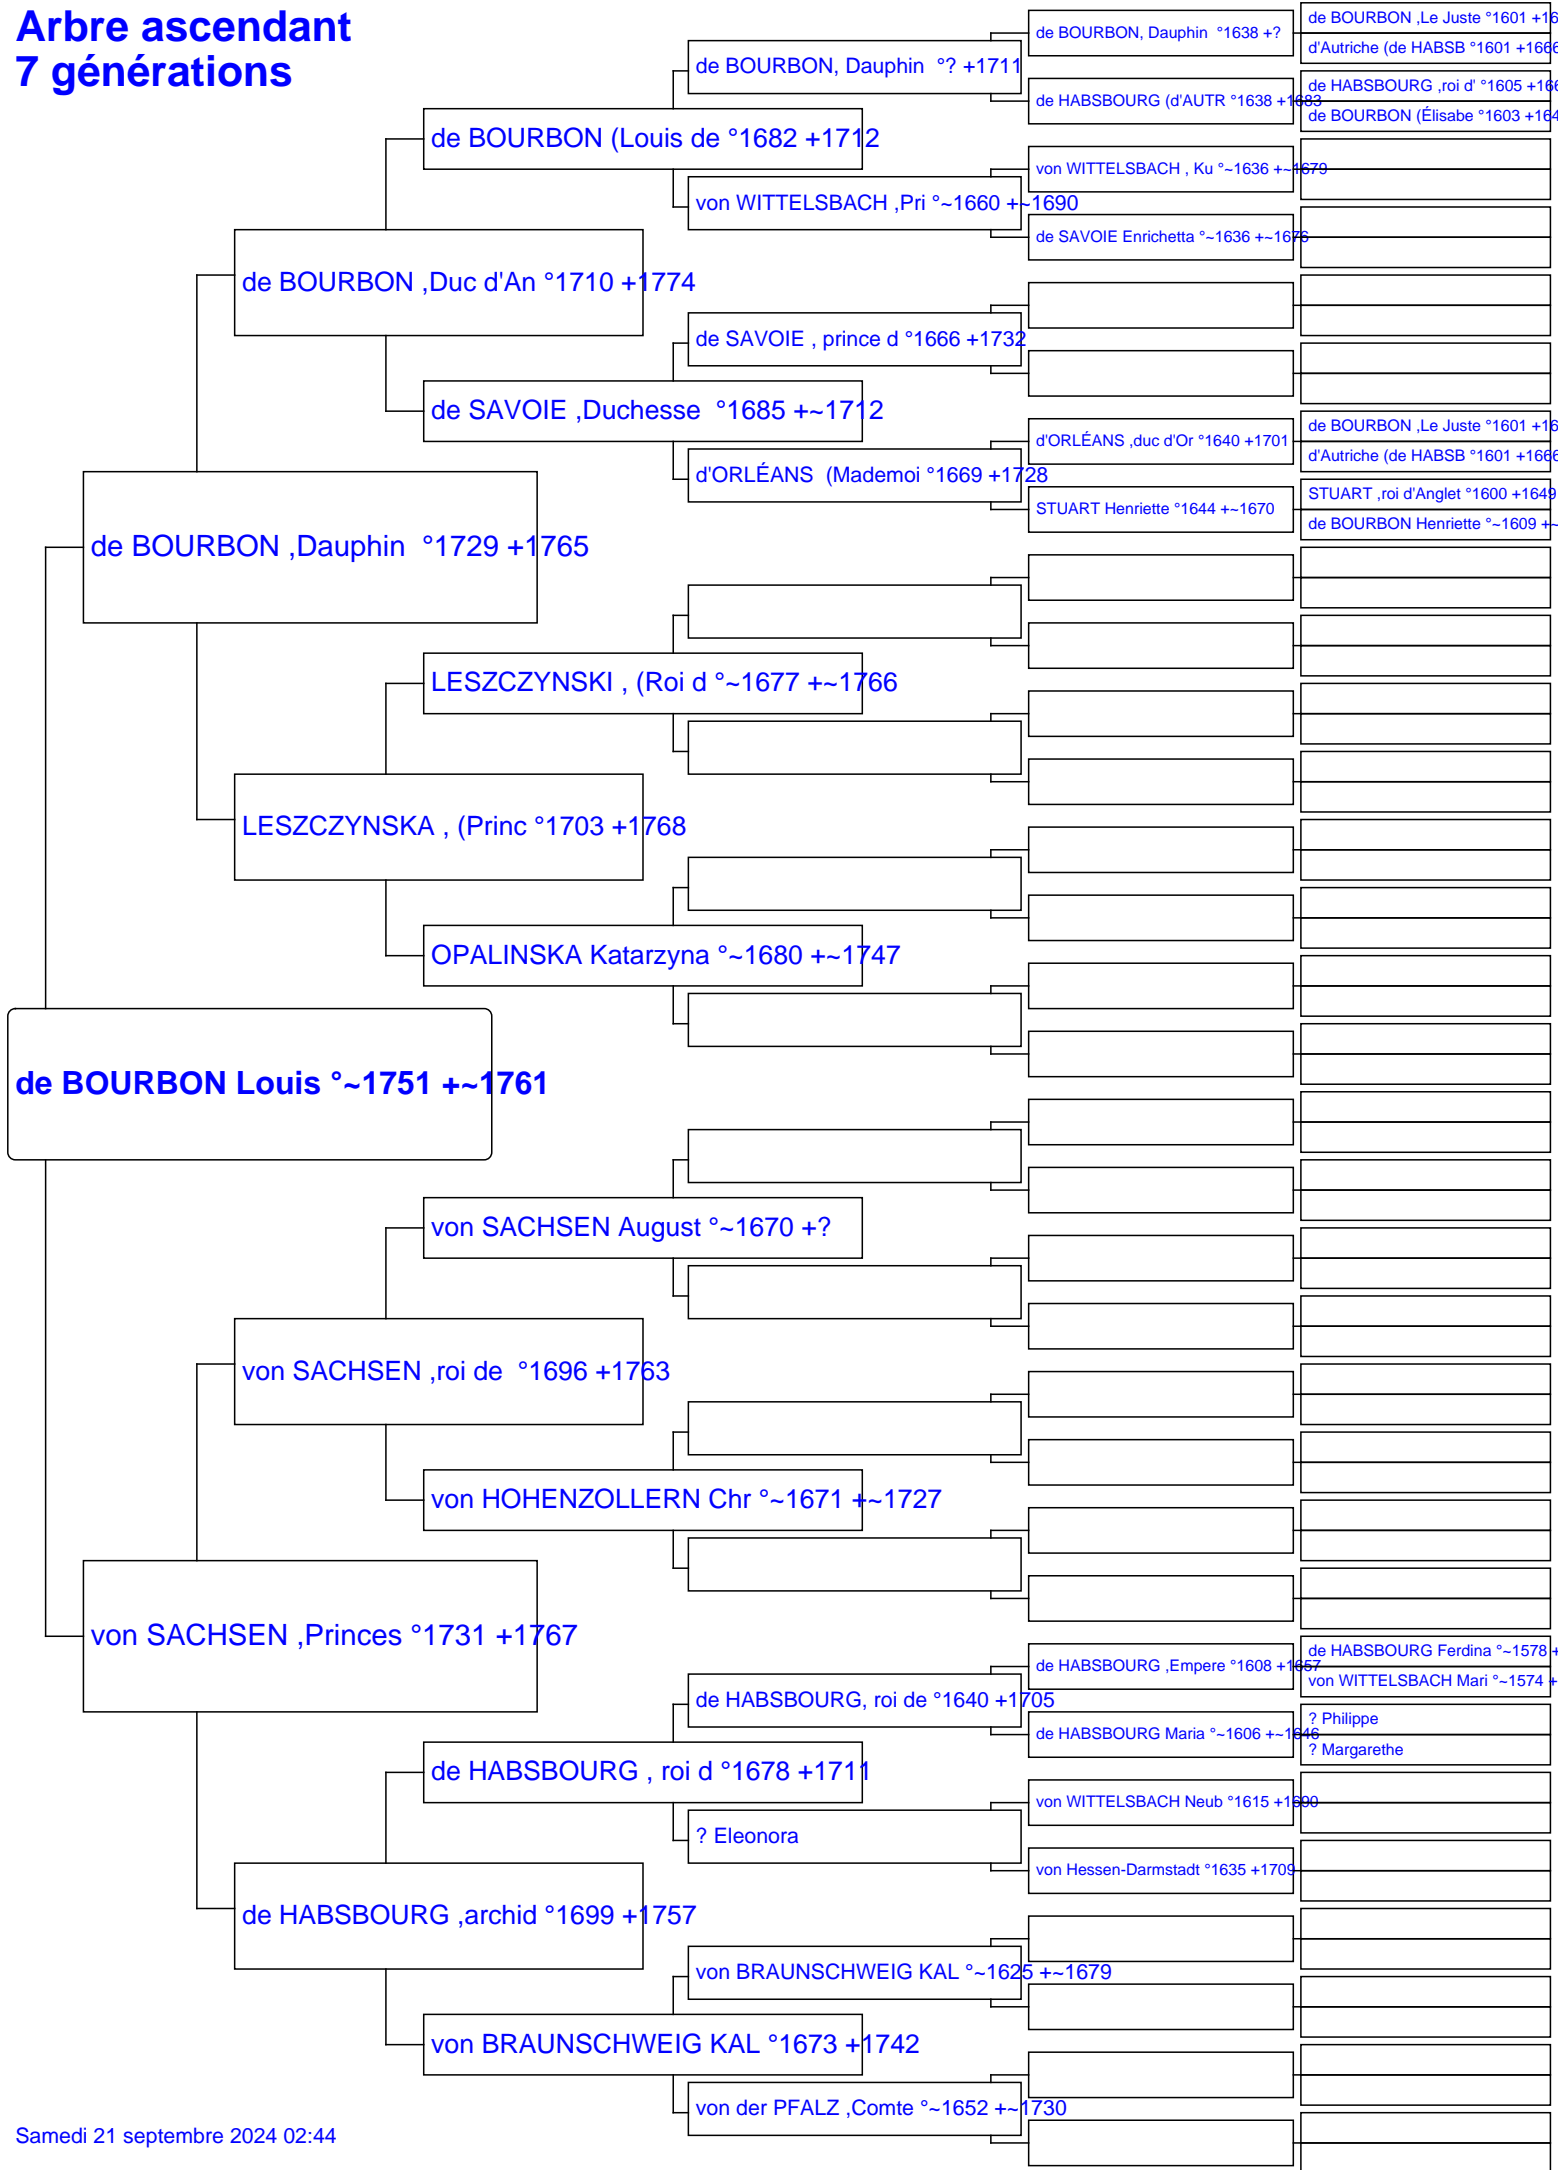 Arbre ascendant
7 générations
de BOURBON ,Le Juste °1601 +16
de BOURBON, Dauphin °1638 +?
d'Autriche (de HABSB °1601 +1666
de BOURBON, Dauphin °? +1711
de HABSBOURG ,roi d' °1605 +166
de HABSBOURG (d'AUTR °1638 +1683
de BOURBON (Élisabe °1603 +164
de BOURBON (Louis de °1682 +1712
von WITTELSBACH , Ku °~1636 +~1679
von WITTELSBACH ,Pri °~1660 +~1690
de SAVOIE Enrichetta °~1636 +~1676
de BOURBON ,Duc d'An °1710 +1774
de SAVOIE , prince d °1666 +1732
de SAVOIE ,Duchesse °1685 +~1712
de BOURBON ,Le Juste °1601 +16
d'ORLÉANS ,duc d'Or °1640 +1701
d'Autriche (de HABSB °1601 +1666
d'ORLÉANS (Mademoi °1669 +1728
STUART ,roi d'Anglet °1600 +1649
STUART Henriette °1644 +~1670
de BOURBON Henriette °~1609 +~
de BOURBON ,Dauphin °1729 +1765
LESZCZYNSKI , (Roi d °~1677 +~1766
LESZCZYNSKA , (Princ °1703 +1768
OPALINSKA Katarzyna °~1680 +~1747
de BOURBON Louis °~1751 +~1761
von SACHSEN August °~1670 +?
von SACHSEN ,roi de °1696 +1763
von HOHENZOLLERN Chr °~1671 +~1727
von SACHSEN ,Princes °1731 +1767
de HABSBOURG Ferdina °~1578 +
de HABSBOURG ,Empere °1608 +1657
von WITTELSBACH Mari °~1574 +
de HABSBOURG, roi de °1640 +1705
? Philippe
de HABSBOURG Maria °~1606 +~1646
? Margarethe
de HABSBOURG , roi d °1678 +1711
von WITTELSBACH Neub °1615 +1690
? Eleonora
von Hessen-Darmstadt °1635 +1709
de HABSBOURG ,archid °1699 +1757
von BRAUNSCHWEIG KAL °~1625 +~1679
von BRAUNSCHWEIG KAL °1673 +1742
von der PFALZ ,Comte °~1652 +~1730
Samedi 21 septembre 2024 02:44